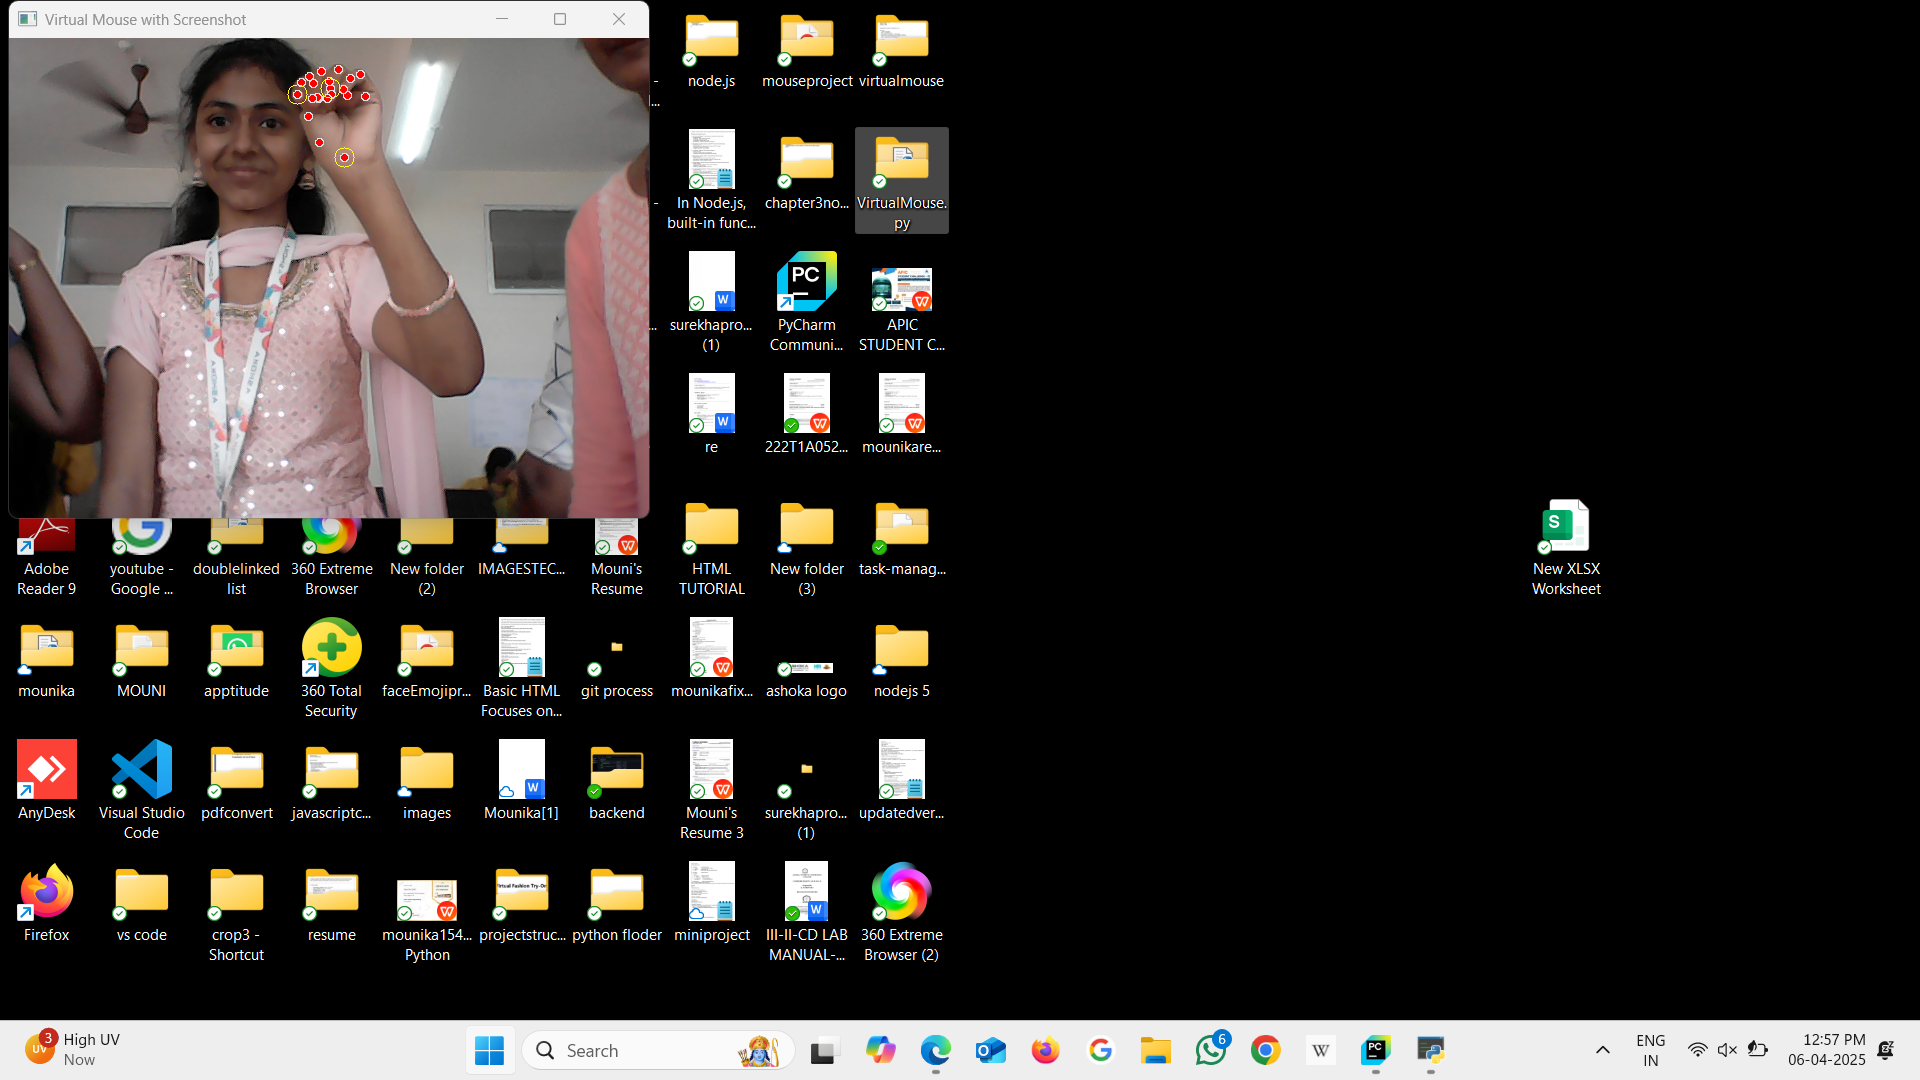 Virtual Mouse with Screenshot
node.js
mouseproject
virtualmouse
In Node.js,
built-in func...
chapter3no...
VirtualMouse.
py
surekhapro...
(1)
PyCharm
Communi...
APIC
STUDENT C...
re
222T1A052...
mounikare...
Adobe
Reader 9
youtube -
Google ...
doublelinked
list
360 Extreme
Browser
New folder
(2)
IMAGESTEC...
Mouni's
Resume
HTML
TUTORIAL
New folder
(3)
task-manag...
New XLSX
Worksheet
mounika
MOUNI
apptitude
360 Total
Security
faceEmojipr...
Basic HTML
Focuses on...
git process
mounikafix...
ashoka logo
nodejs 5
AnyDesk
Visual Studio
Code
pdfconvert
javascriptc...
images
Mounika[1]
backend
Mouni's
Resume 3
surekhapro...
(1)
updatedver...
Firefox
vs code
crop3 -
Shortcut
resume
mounika154...
Python
projectstruc...
python floder
miniproject
III-II-CD LAB
MANUAL-...
360 Extreme
Browser (2)
3
UV
High UV
Now
Search
6
ENG
IN
12:57 PM
06-04-2025